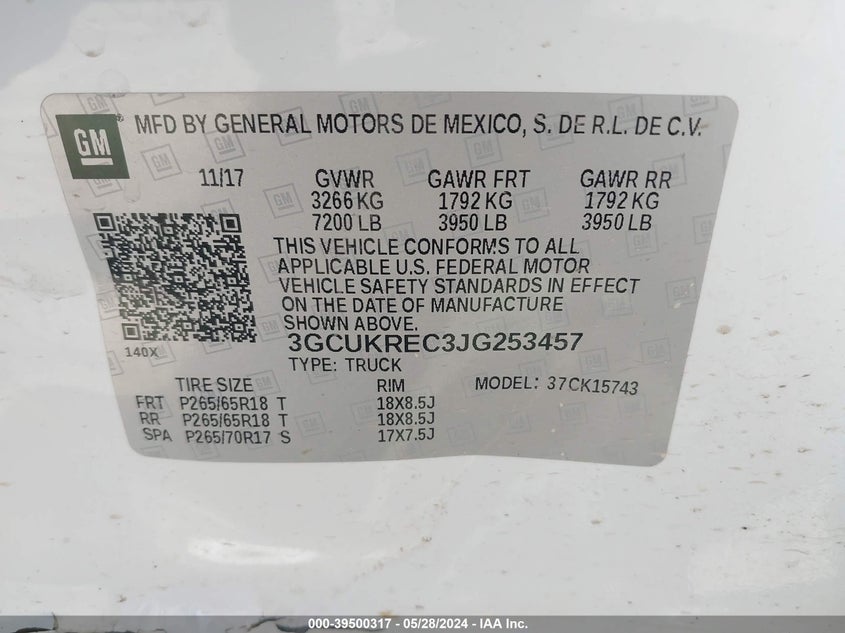 GM ® MFD BY GENERAL MOTORS DE MEXICO, S. DE R.L. DE C.V.
11/17 GVWR GAWR FRT GAWR RR
3266 KG 1792 KG 1792 KG
7200 LB 3950 LB 3950 LB
THIS VEHICLE CONFORMS TO ALL
APPLICABLE U.S. FEDERAL MOTOR
VEHICLE SAFETY STANDARDS IN EFFECT
ON THE DATE OF MANUFACTURE
SHOWN ABOVE.
140X
3GCUKREC3JG253457
TYPE: TRUCK
TIRE SIZE RIM MODEL: 37CK15743
FRT P265/65R18 T 18X8.5J
RR P265/65R18 T 18X8.5J
SPA P265/70R17 S 17X7.5J
000-39500317 - 05/28/2024 - IAA Inc.